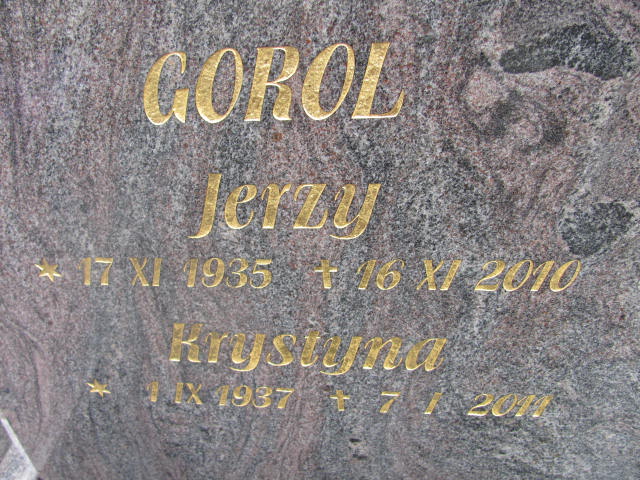 GOROL
Jerzy
* 17 XI 1935 † 16 XI 2010
Krystyna
* 1 IX 1937 † 7 I 2011